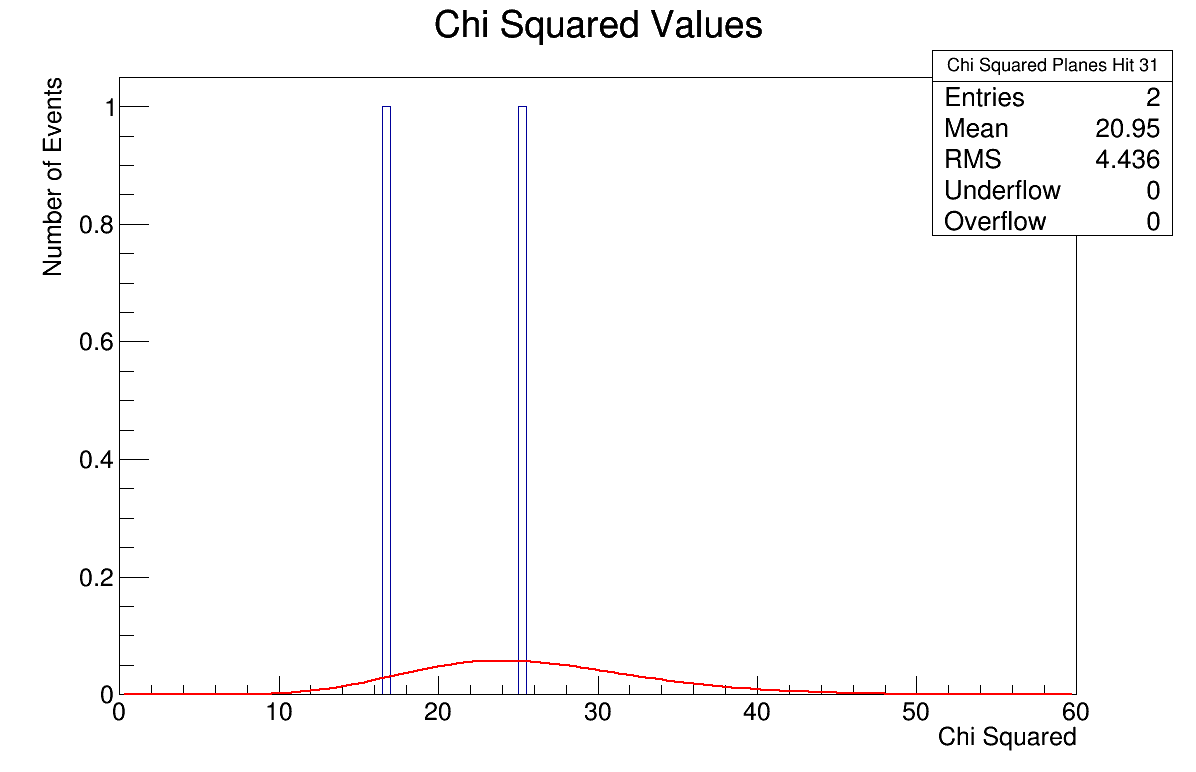 Chi Squared Values
Chi Squared Planes Hit 31
Entries 2
Mean 20.95
RMS 4.436
Underflow 0
Overflow 0
Number of Events
1
0.8
0.6
0.4
0.2
0
0 10 20 30 40 50 60
Chi Squared